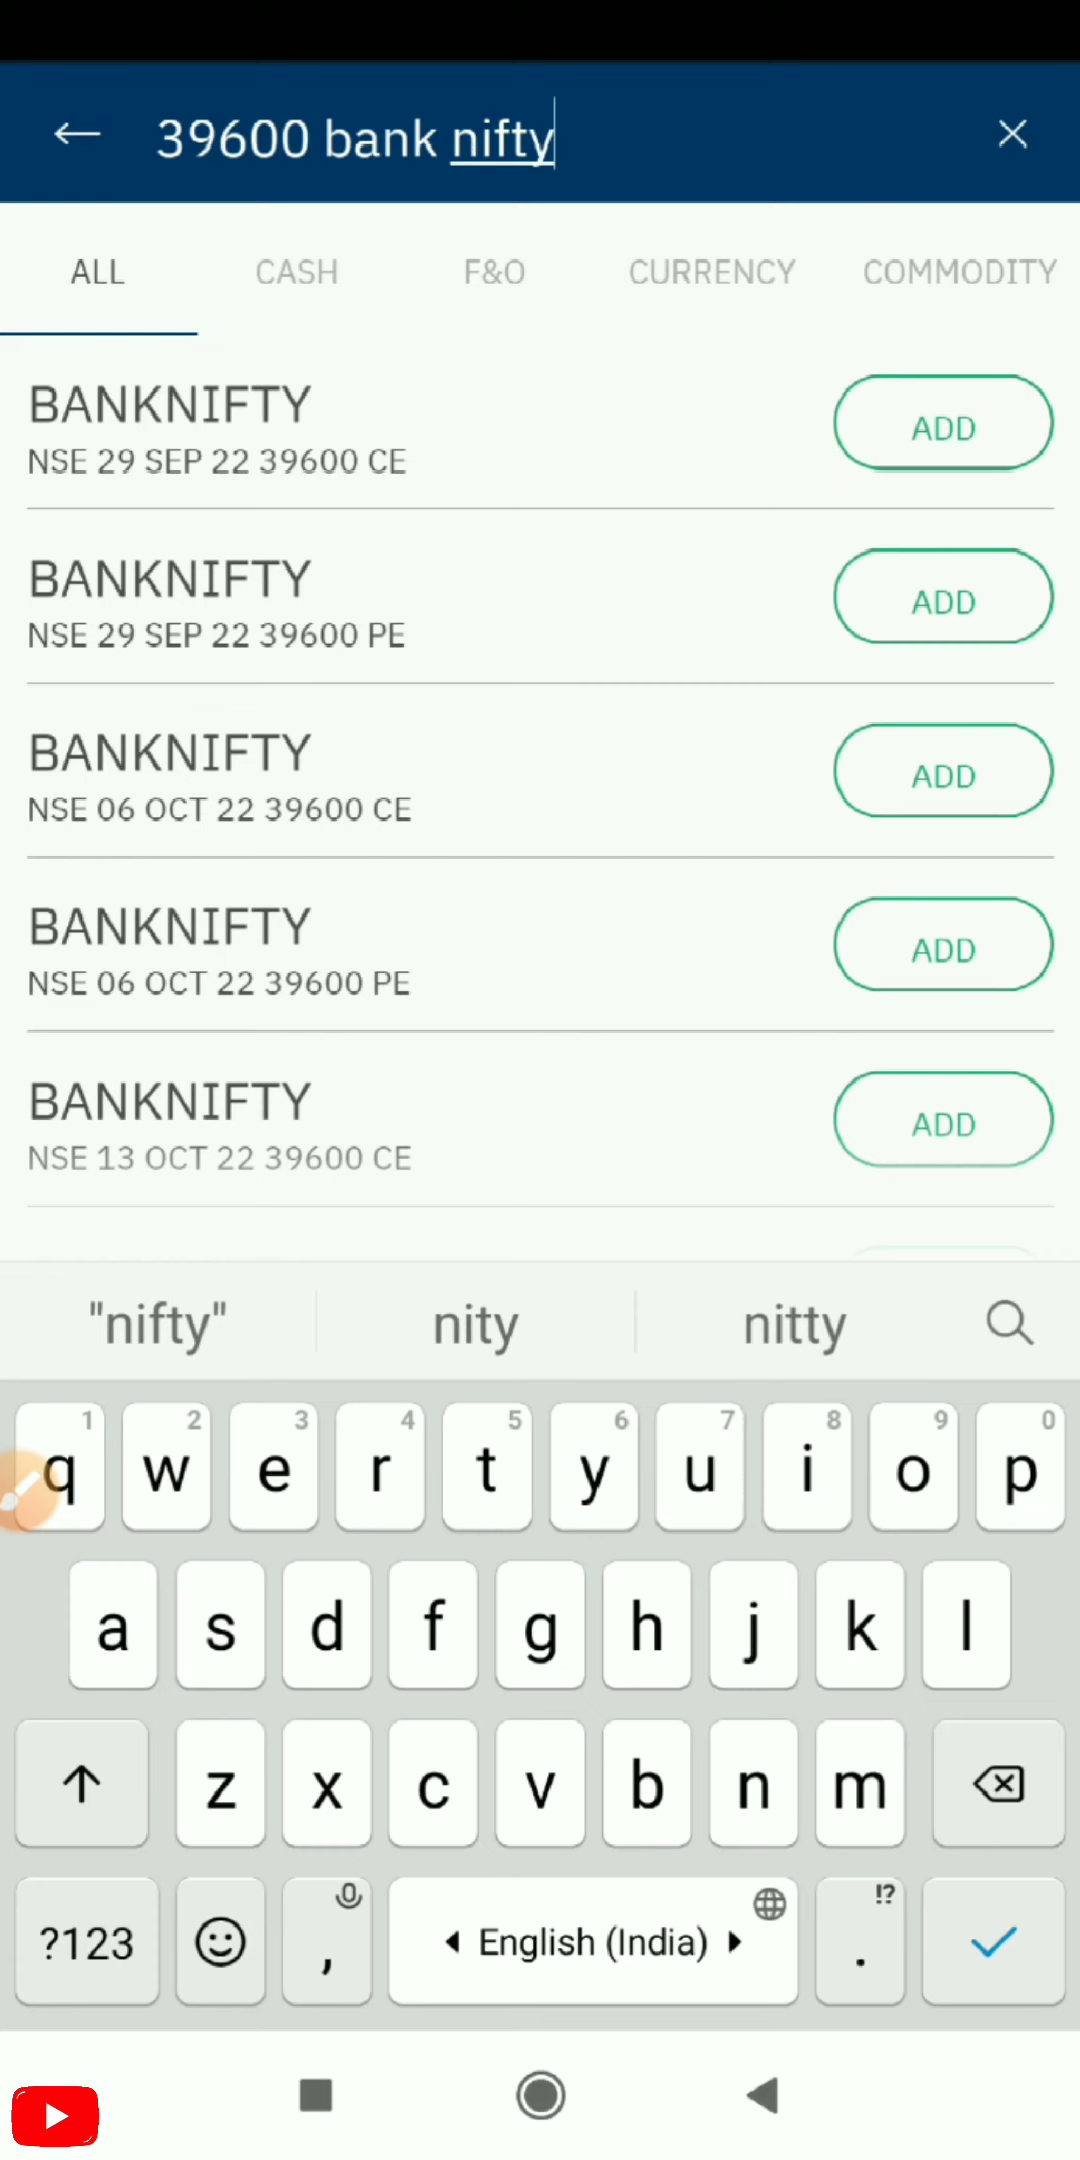 39600 bank nifty
ALL CASH F&O CURRENCY COMMODITY
BANKNIFTY
NSE 29 SEP 22 39600 CE
ADD
BANKNIFTY
NSE 29 SEP 22 39600 PE
ADD
BANKNIFTY
NSE 06 OCT 22 39600 CE
ADD
BANKNIFTY
NSE 06 OCT 22 39600 PE
ADD
BANKNIFTY
NSE 13 OCT 22 39600 CE
ADD
"nifty" nity nitty
1 2 3 4 5 6 7 8 9 0
q w e r t y u i o p
a s d f g h j k l
z x c v b n m
!?
?123 , English (India) .